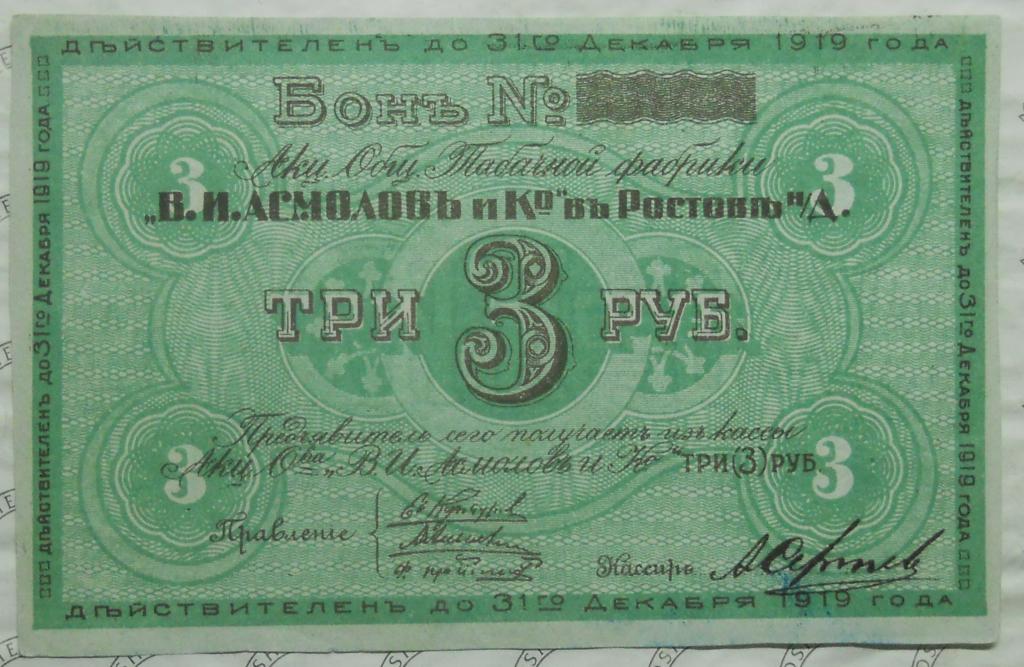 ДѢЙСТВИТЕЛЕНЪ ДО 31ГО ДЕКАБРЯ 1919 ГОДА
Бонъ №
Акц. Общ. Табачной фабрики
„В.И.АСМОЛОВЪ и Ко" въ Ростовѣ н/Д.
3
3
ТРИ 3 РУБ.
Предъявитель сего получаетъ изъ кассы
Акц. О-ва „В.И.Асмоловъ и Ко" ТРИ (3) РУБ.
3
3
Правление
Кассиръ
ДѢЙСТВИТЕЛЕНЪ ДО 31ГО ДЕКАБРЯ 1919 ГОДА
ДѢЙСТВИТЕЛЕНЪ ДО 31ГО ДЕКАБРЯ 1919 ГОДА
ДѢЙСТВИТЕЛЕНЪ ДО 31ГО ДЕКАБРЯ 1919 ГОДА